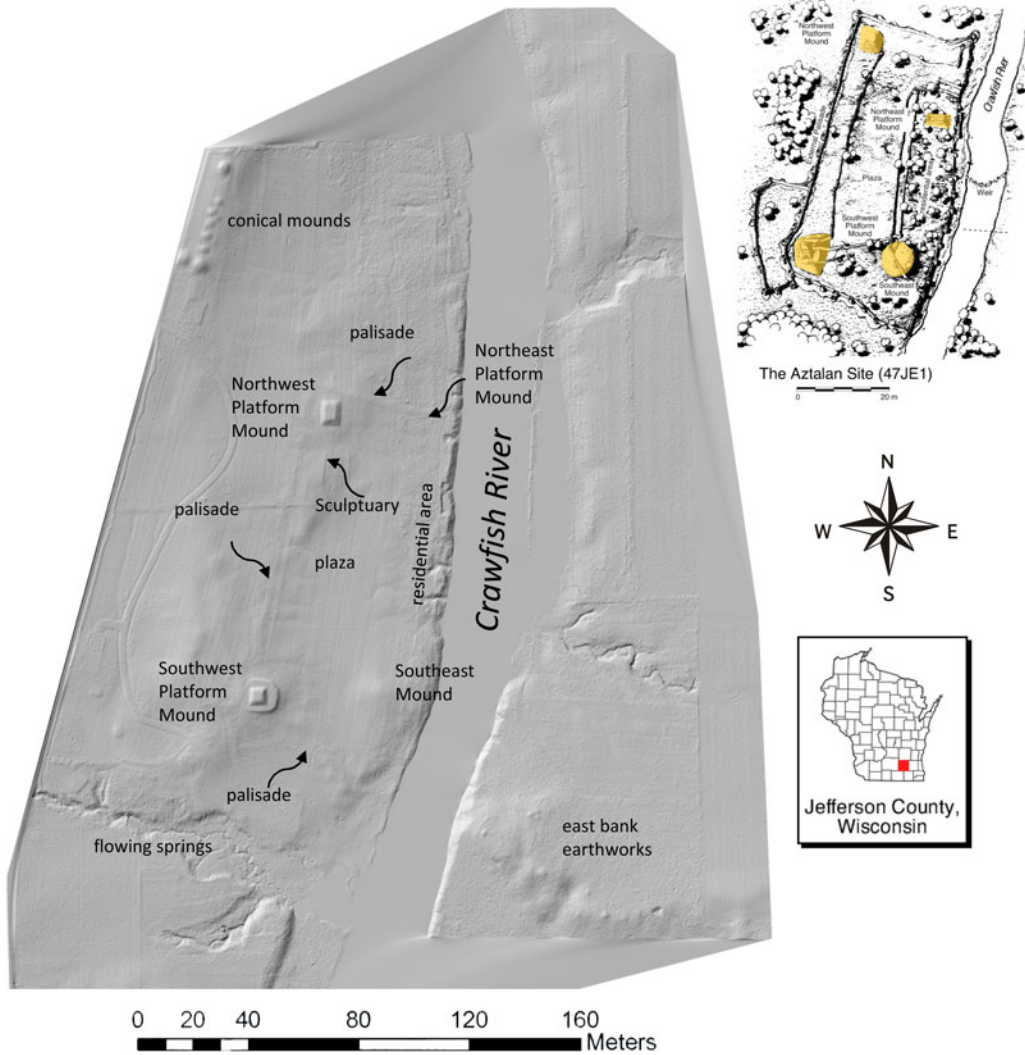 conical mounds
palisade
Northwest
Platform
Mound
Northeast
Platform
Mound
Sculptuary
palisade
plaza
residential area
Crawfish River
Southwest
Platform
Mound
Southeast
Mound
palisade
flowing springs
east bank
earthworks
0 20 40 80 120 160
Meters
Northwest
Platform
Mound
Crawfish River
Northeast
Platform
Mound
Plaza
Weir
Southwest
Platform
Mound
Southeast
Mound
The Aztalan Site (47JE1)
0 20 m
N
W E
S
Jefferson County,
Wisconsin